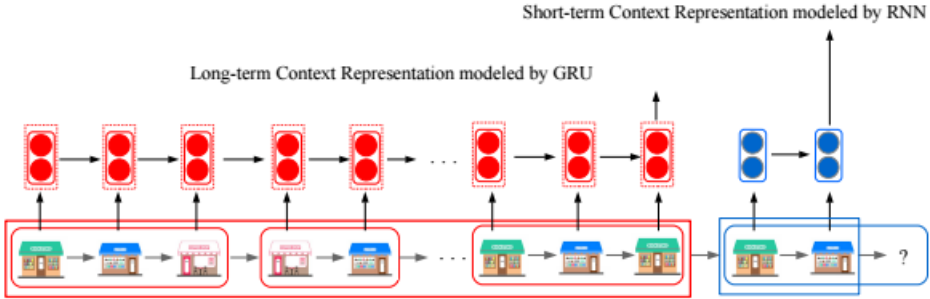 Short-term Context Representation modeled by RNN
Long-term Context Representation modeled by GRU
. . .
. . .
?